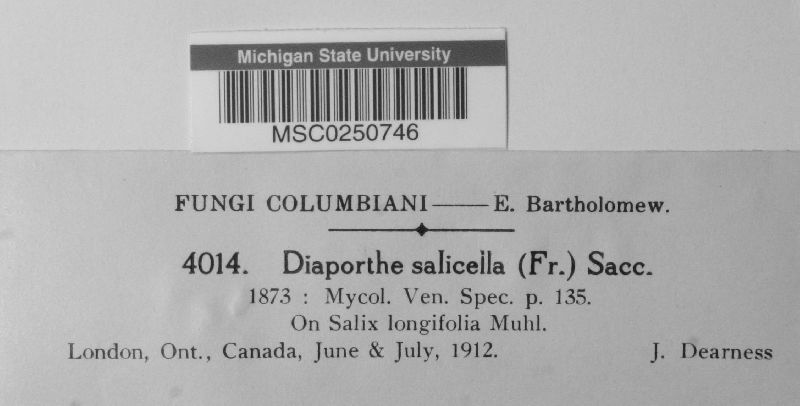 Michigan State University
MSC0250746
FUNGI COLUMBIANI——E. Bartholomew.
4014. Diaporthe salicella (Fr.) Sacc.
1873 : Mycol. Ven. Spec. p. 135.
On Salix longifolia Muhl.
London, Ont., Canada, June & July, 1912. J. Dearness